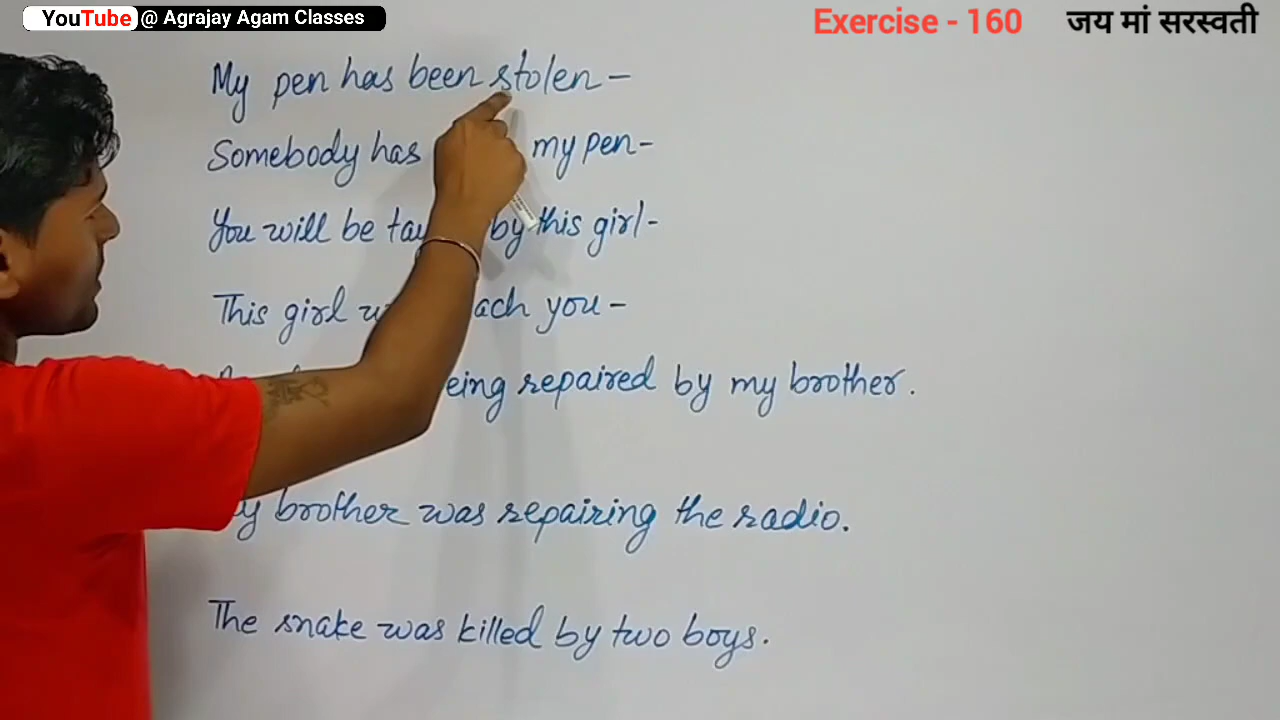 YouTube @ Agrajay Agam Classes
Exercise - 160 जय मां सरस्वती
My pen has been stolen -
Somebody has my pen-
You will be by this girl-
This girl you -
repaired by my brother.
brother was repairing the radio.
The snake was killed by two boys.